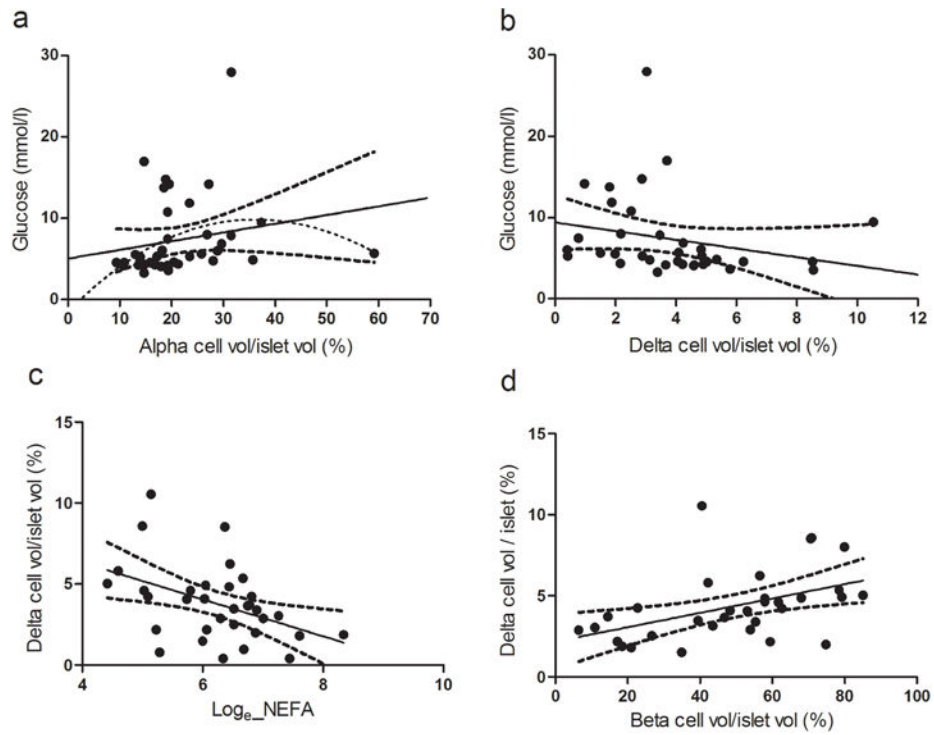 a
Glucose (mmol/l)
30
20
10
0
0 10 20 30 40 50 60 70
Alpha cell vol/islet vol (%)
b
Glucose (mmol/l)
30
20
10
0
0 2 4 6 8 10 12
Delta cell vol/islet vol (%)
c
Delta cell vol/islet vol (%)
15
10
5
0
4 6 8 10
Logₑ_NEFA
d
Delta cell vol / islet (%)
15
10
5
0
0 20 40 60 80 100
Beta cell vol/islet vol (%)